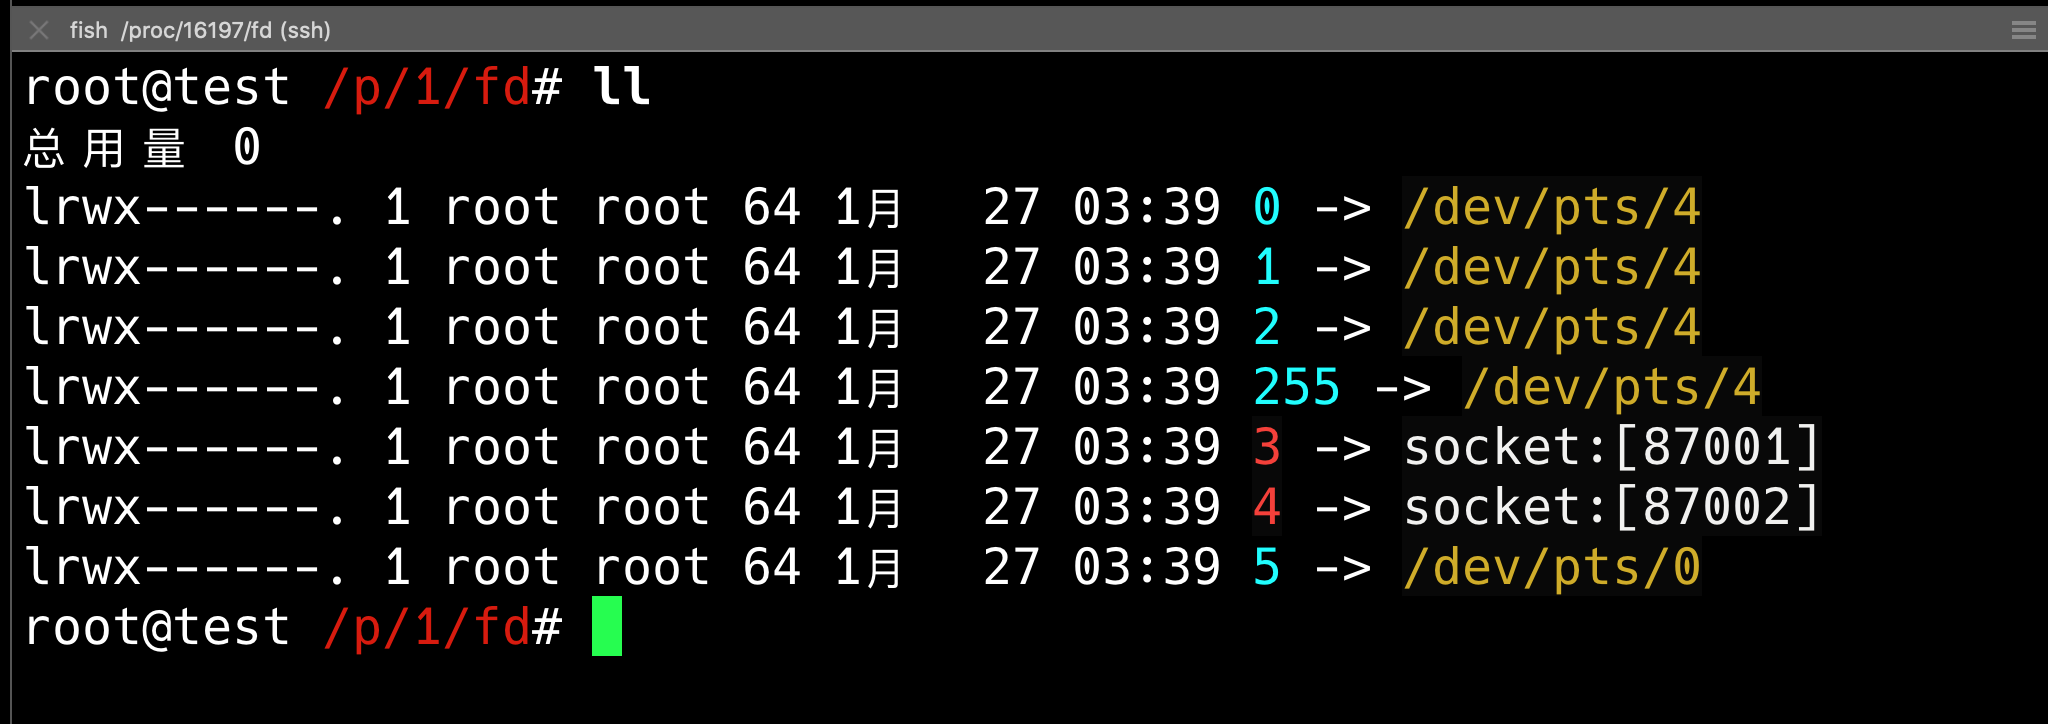 fish /proc/16197/fd (ssh)
root@test /p/1/fd# ll
总用量 0
lrwx------. 1 root root 64 1月  27 03:39 0 -> /dev/pts/4
lrwx------. 1 root root 64 1月  27 03:39 1 -> /dev/pts/4
lrwx------. 1 root root 64 1月  27 03:39 2 -> /dev/pts/4
lrwx------. 1 root root 64 1月  27 03:39 255 -> /dev/pts/4
lrwx------. 1 root root 64 1月  27 03:39 3 -> socket:[87001]
lrwx------. 1 root root 64 1月  27 03:39 4 -> socket:[87002]
lrwx------. 1 root root 64 1月  27 03:39 5 -> /dev/pts/0
root@test /p/1/fd#